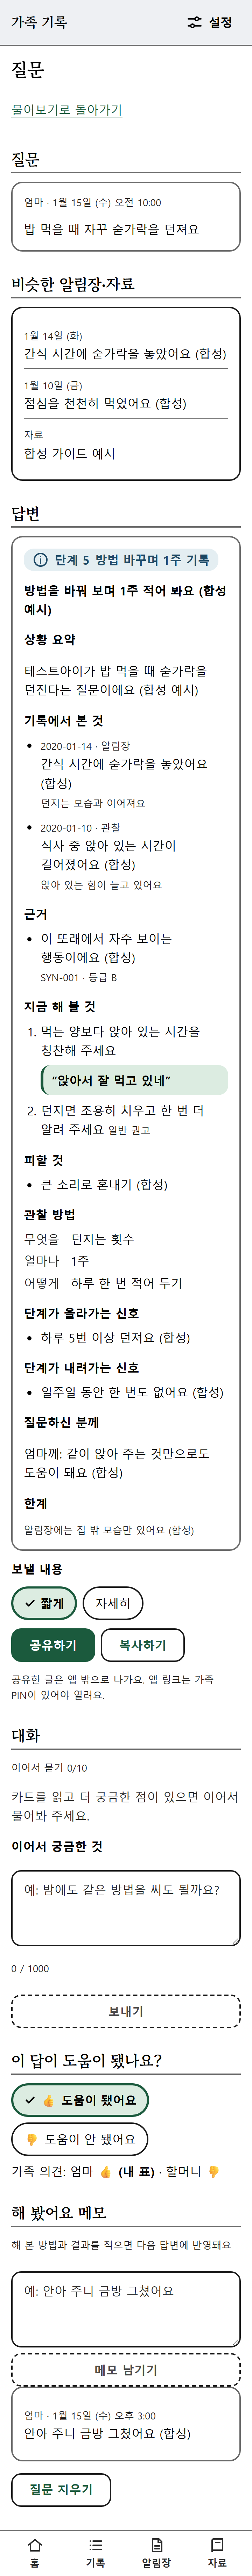 가족 기록
설정
질문
물어보기로 돌아가기
질문
엄마 · 1월 15일 (수) 오전 10:00
밥 먹을 때 자꾸 숟가락을 던져요
비슷한 알림장·자료
1월 14일 (화)
간식 시간에 숟가락을 놓았어요 (합성)
1월 10일 (금)
점심을 천천히 먹었어요 (합성)
자료
합성 가이드 예시
답변
단계 5 방법 바꾸며 1주 기록
방법을 바꿔 보며 1주 적어 봐요 (합성
예시)
상황 요약
테스트아이가 밥 먹을 때 숟가락을
던진다는 질문이에요 (합성 예시)
기록에서 본 것
• 2020-01-14 · 알림장
간식 시간에 숟가락을 놓았어요
(합성)
던지는 모습과 이어져요
• 2020-01-10 · 관찰
식사 중 앉아 있는 시간이
길어졌어요 (합성)
앉아 있는 힘이 늘고 있어요
근거
• 이 또래에서 자주 보이는
행동이에요 (합성)
SYN-001 · 등급 B
지금 해 볼 것
1. 먹는 양보다 앉아 있는 시간을
칭찬해 주세요
“앉아서 잘 먹고 있네”
2. 던지면 조용히 치우고 한 번 더
알려 주세요 일반 권고
피할 것
• 큰 소리로 혼내기 (합성)
관찰 방법
무엇을 던지는 횟수
얼마나 1주
어떻게 하루 한 번 적어 두기
단계가 올라가는 신호
• 하루 5번 이상 던져요 (합성)
단계가 내려가는 신호
• 일주일 동안 한 번도 없어요 (합성)
질문하신 분께
엄마께: 같이 앉아 주는 것만으로도
도움이 돼요 (합성)
한계
알림장에는 집 밖 모습만 있어요 (합성)
보낼 내용
짧게
자세히
공유하기
복사하기
공유한 글은 앱 밖으로 나가요. 앱 링크는 가족
PIN이 있어야 열려요.
대화
이어서 묻기 0/10
카드를 읽고 더 궁금한 점이 있으면 이어서
물어봐 주세요.
이어서 궁금한 것
예: 밤에도 같은 방법을 써도 될까요?
0 / 1000
보내기
이 답이 도움이 됐나요?
👍 도움이 됐어요
👎 도움이 안 됐어요
가족 의견: 엄마 👍 (내 표) · 할머니 👎
해 봤어요 메모
해 본 방법과 결과를 적으면 다음 답변에 반영돼요
예: 안아 주니 금방 그쳤어요
메모 남기기
엄마 · 1월 15일 (수) 오후 3:00
안아 주니 금방 그쳤어요 (합성)
질문 지우기
홈
기록
알림장
자료